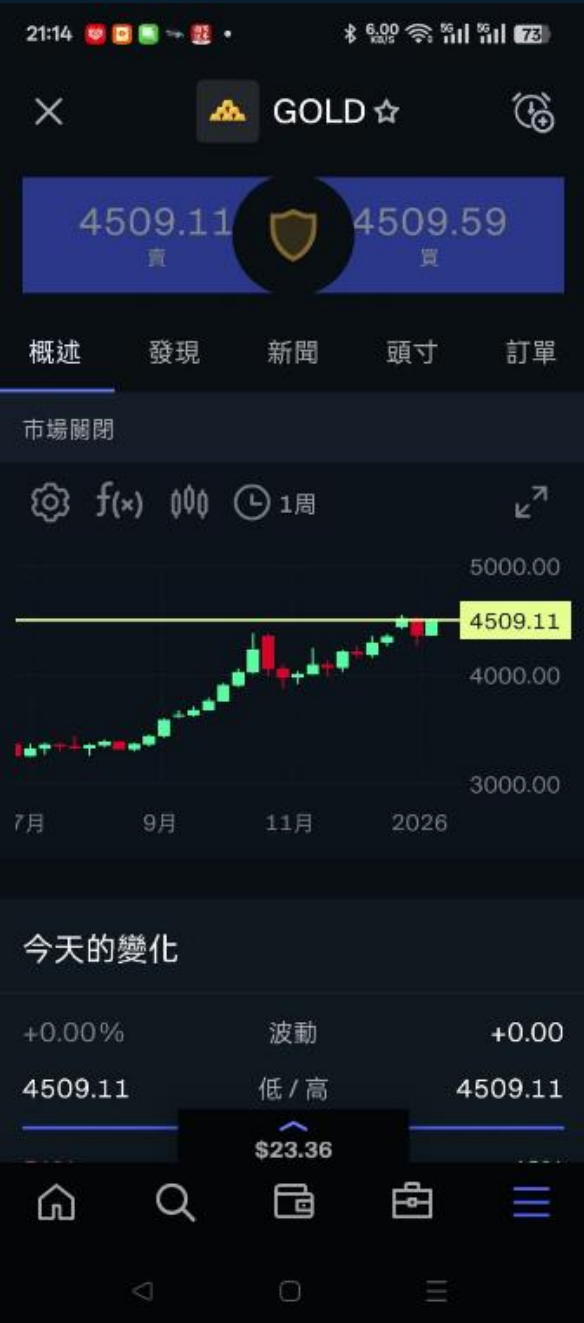 21:14 6.00 KB/S 5G 5G 73
GOLD
4509.11 4509.59
賣 買
概述 發現 新聞 頭寸 訂單
市場關閉
f(x) 1周
5000.00
4509.11
4000.00
3000.00
7月 9月 11月 2026
今天的變化
+0.00% 波動 +0.00
4509.11 低 / 高 4509.11
$23.36